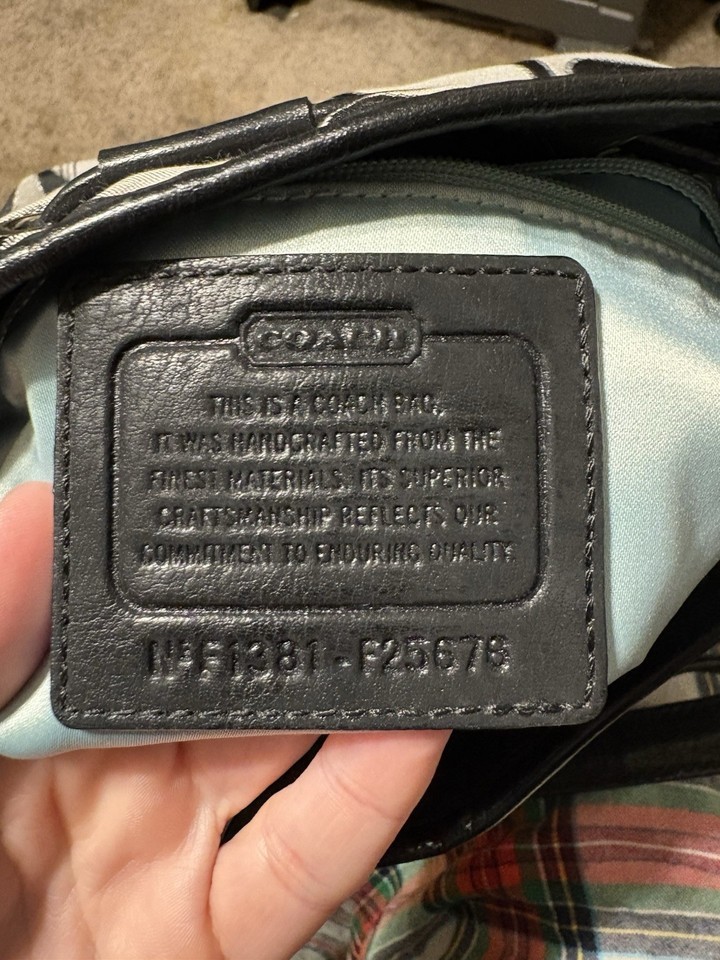 COACH
THIS IS A COACH BAG.
IT WAS HANDCRAFTED FROM THE
FINEST MATERIALS. ITS SUPERIOR
CRAFTSMANSHIP REFLECTS OUR
COMMITMENT TO ENDURING QUALITY.
Nº F1381-F25678